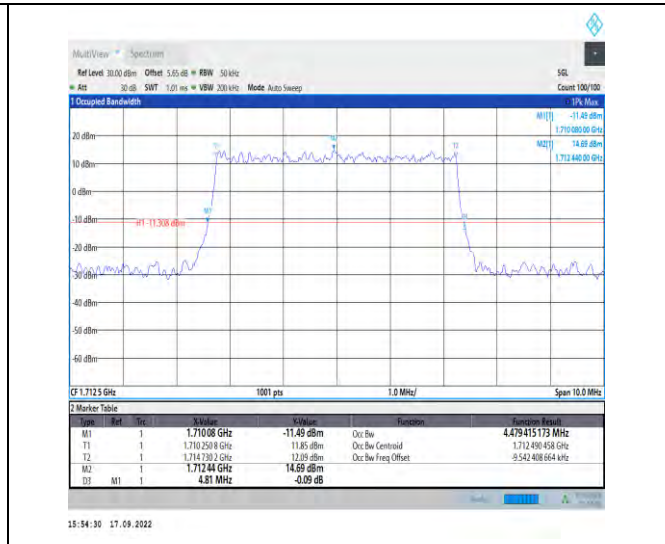 MultiView Spectrum
Ref Level 30.00 dBm Offset 5.65 dB RBW 50 kHz SGL
Att 30 dB SWT 1.01 ms VBW 200 kHz Mode Auto Sweep Count 100/100
1 Occupied Bandwidth 1Pk Max
M1[1] -11.49 dBm
1.710 080 00 GHz
M2[1] 14.69 dBm
1.712 440 00 GHz
20 dBm
T1 M2 T2
10 dBm
0 dBm
-10 dBm
M1 D3
H1 -11.308 dBm
-20 dBm
-30 dBm
-40 dBm
-50 dBm
-60 dBm
CF 1.712 5 GHz 1001 pts 1.0 MHz/ Span 10.0 MHz
2 Marker Table
Type Ref Trc X-Value Y-Value Function Function Result
M1 1 1.710 08 GHz -11.49 dBm Occ Bw 4.479 415 173 MHz
T1 1 1.710 250 8 GHz 11.85 dBm Occ Bw Centroid 1.712 490 458 GHz
T2 1 1.714 730 2 GHz 12.09 dBm Occ Bw Freq Offset -9.542 408 664 kHz
M2 1 1.712 44 GHz 14.69 dBm
D3 M1 1 4.81 MHz -0.09 dB
15:54:30 17.09.2022